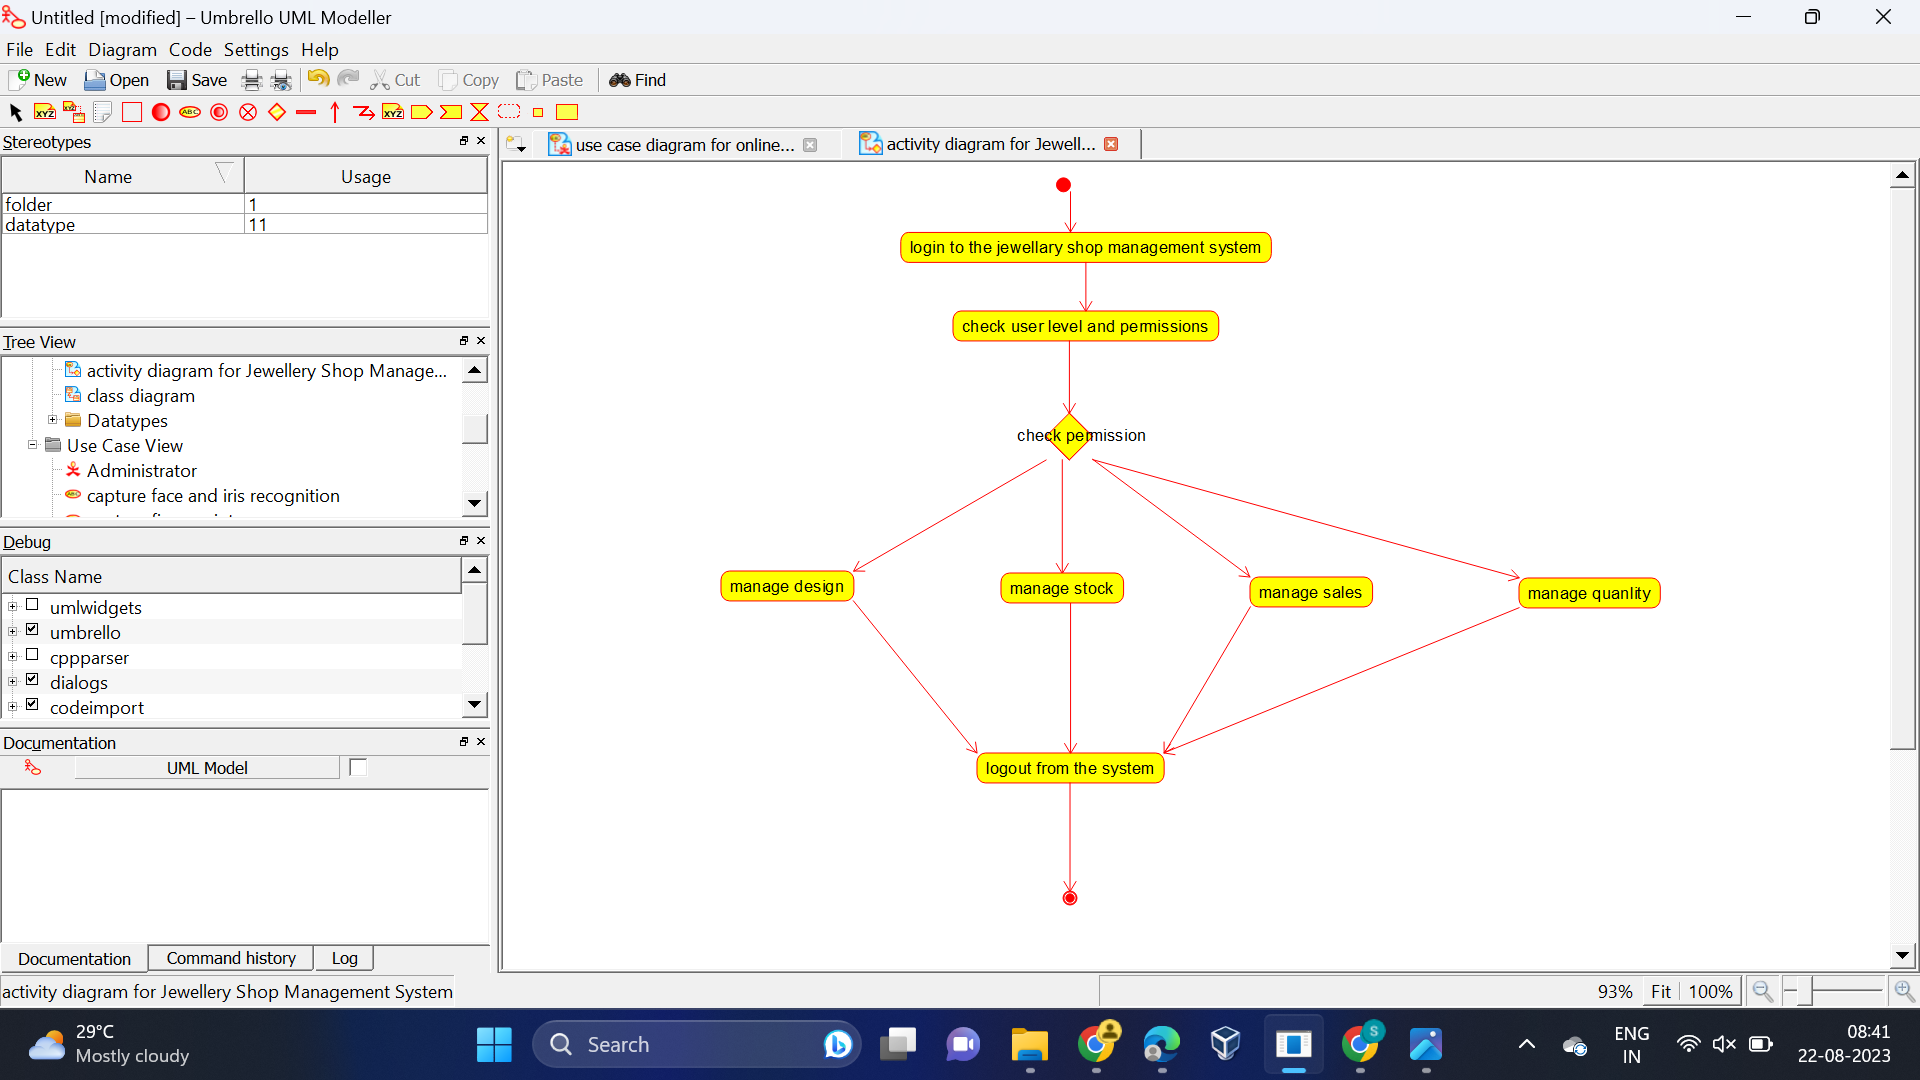 Untitled [modified] – Umbrello UML Modeller
File Edit Diagram Code Settings Help
New Open Save Cut Copy Paste Find
XYZ XYZ ABC XYZ
Stereotypes
Name Usage
folder 1
datatype 11
Tree View
activity diagram for Jewellery Shop Manage...
class diagram
Datatypes
Use Case View
Administrator
capture face and iris recognition
Debug
Class Name
umlwidgets
umbrello
cppparser
dialogs
codeimport
Documentation
UML Model
Documentation Command history Log
activity diagram for Jewellery Shop Management System
use case diagram for online...
activity diagram for Jewell...
login to the jewellary shop management system
check user level and permissions
check permission
manage design
manage stock
manage sales
manage quanlity
logout from the system
93% Fit 100%
29°C
Mostly cloudy
Search
S
ENG
IN
08:41
22-08-2023